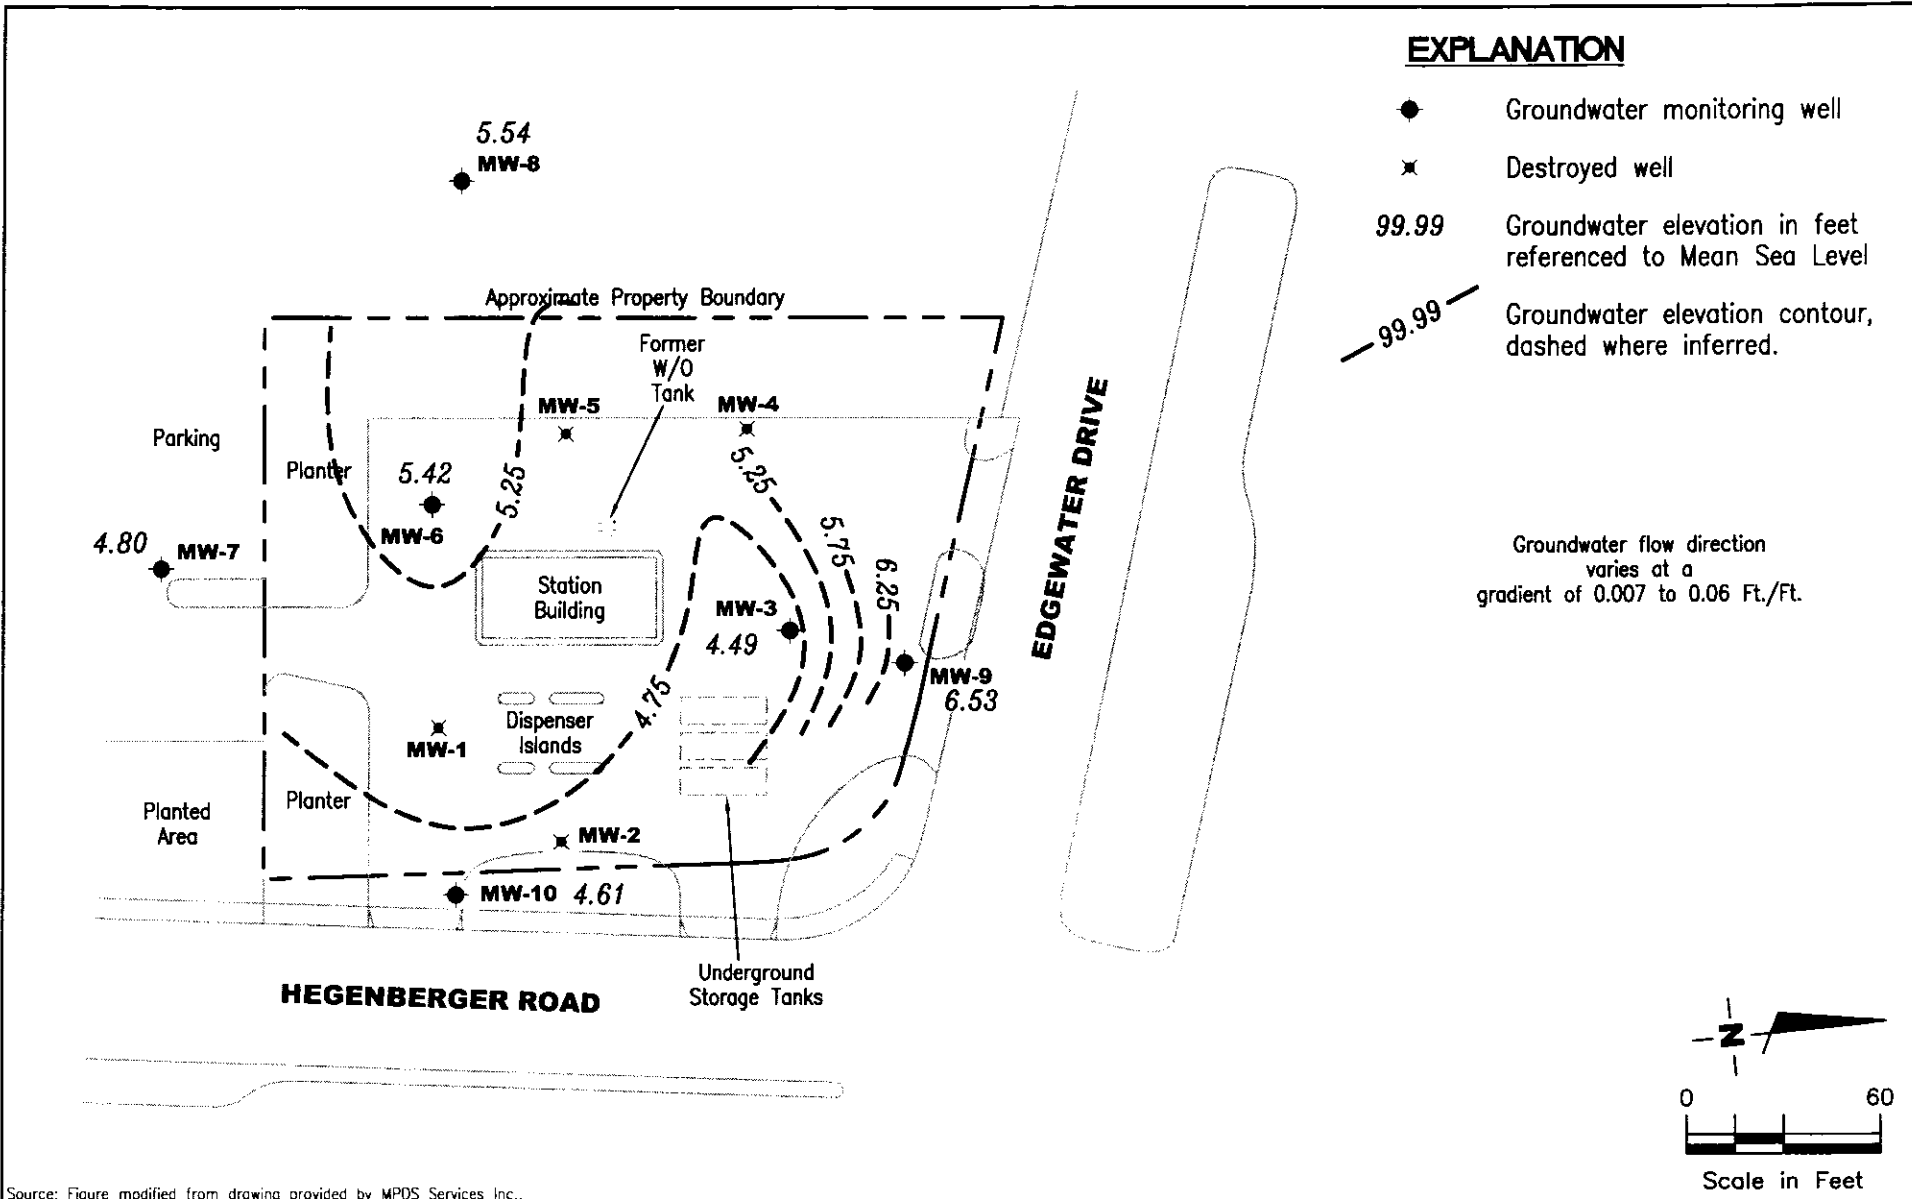 EXPLANATION
Groundwater monitoring well
Destroyed well
99.99
Groundwater elevation in feet
referenced to Mean Sea Level
99.99
Groundwater elevation contour,
dashed where inferred.
5.54
MW-8
Approximate Property Boundary
Former
W/O
Tank
MW-5
MW-4
Parking
Planter
5.42
MW-6
5.25
5.25
5.75
6.25
4.80
MW-7
Station
Building
MW-3
4.49
MW-9
6.53
EDGEWATER DRIVE
Groundwater flow direction
varies at a
gradient of 0.007 to 0.06 Ft./Ft.
4.75
MW-1
Dispenser
Islands
Planter
Planted
Area
MW-2
MW-10 4.61
Underground
Storage Tanks
HEGENBERGER ROAD
N
0 60
Scale in Feet
Source: Figure modified from drawing provided by MPDS Services Inc..